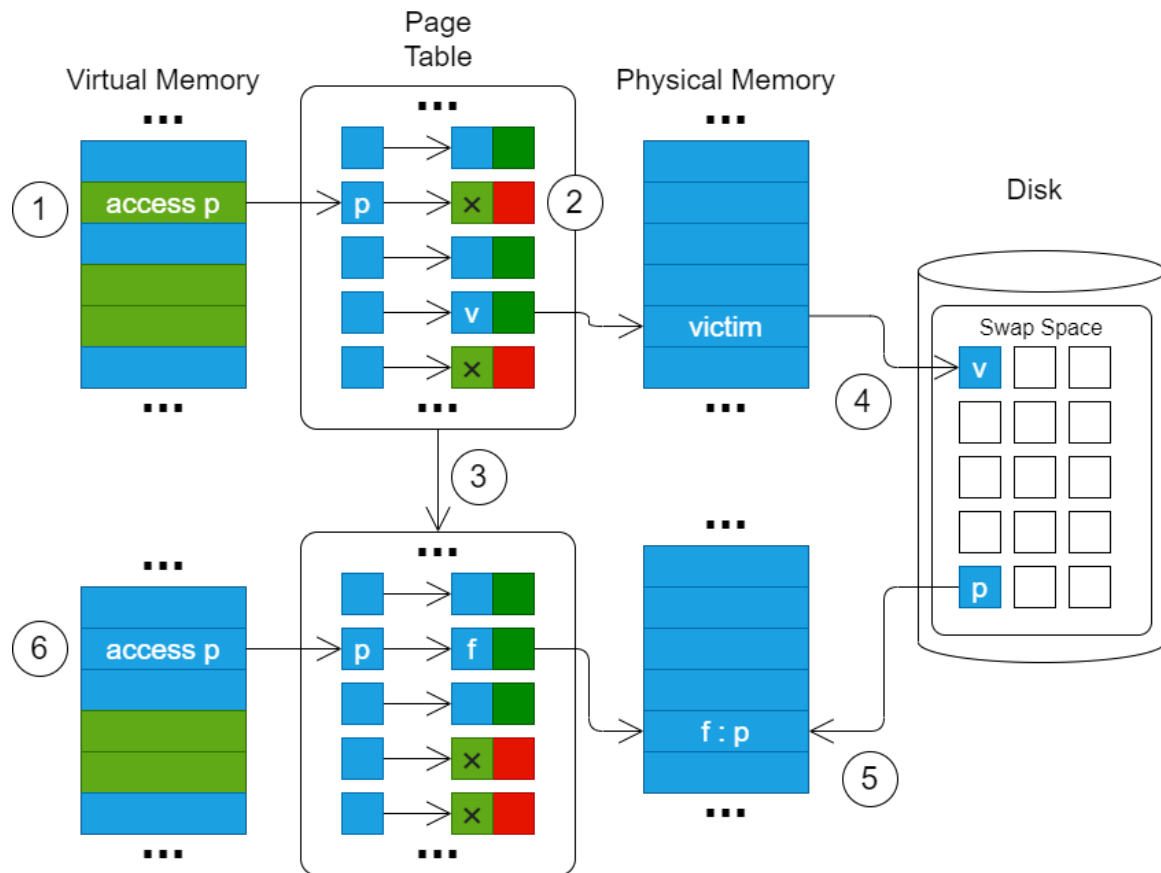 Page
Table
Virtual Memory
Physical Memory
Disk
...
...
...
1
access p
p
×
2
v
victim
×
Swap Space
v
4
...
...
...
3
...
...
...
p
6
access p
p
f
×
f : p
5
×
...
...
...